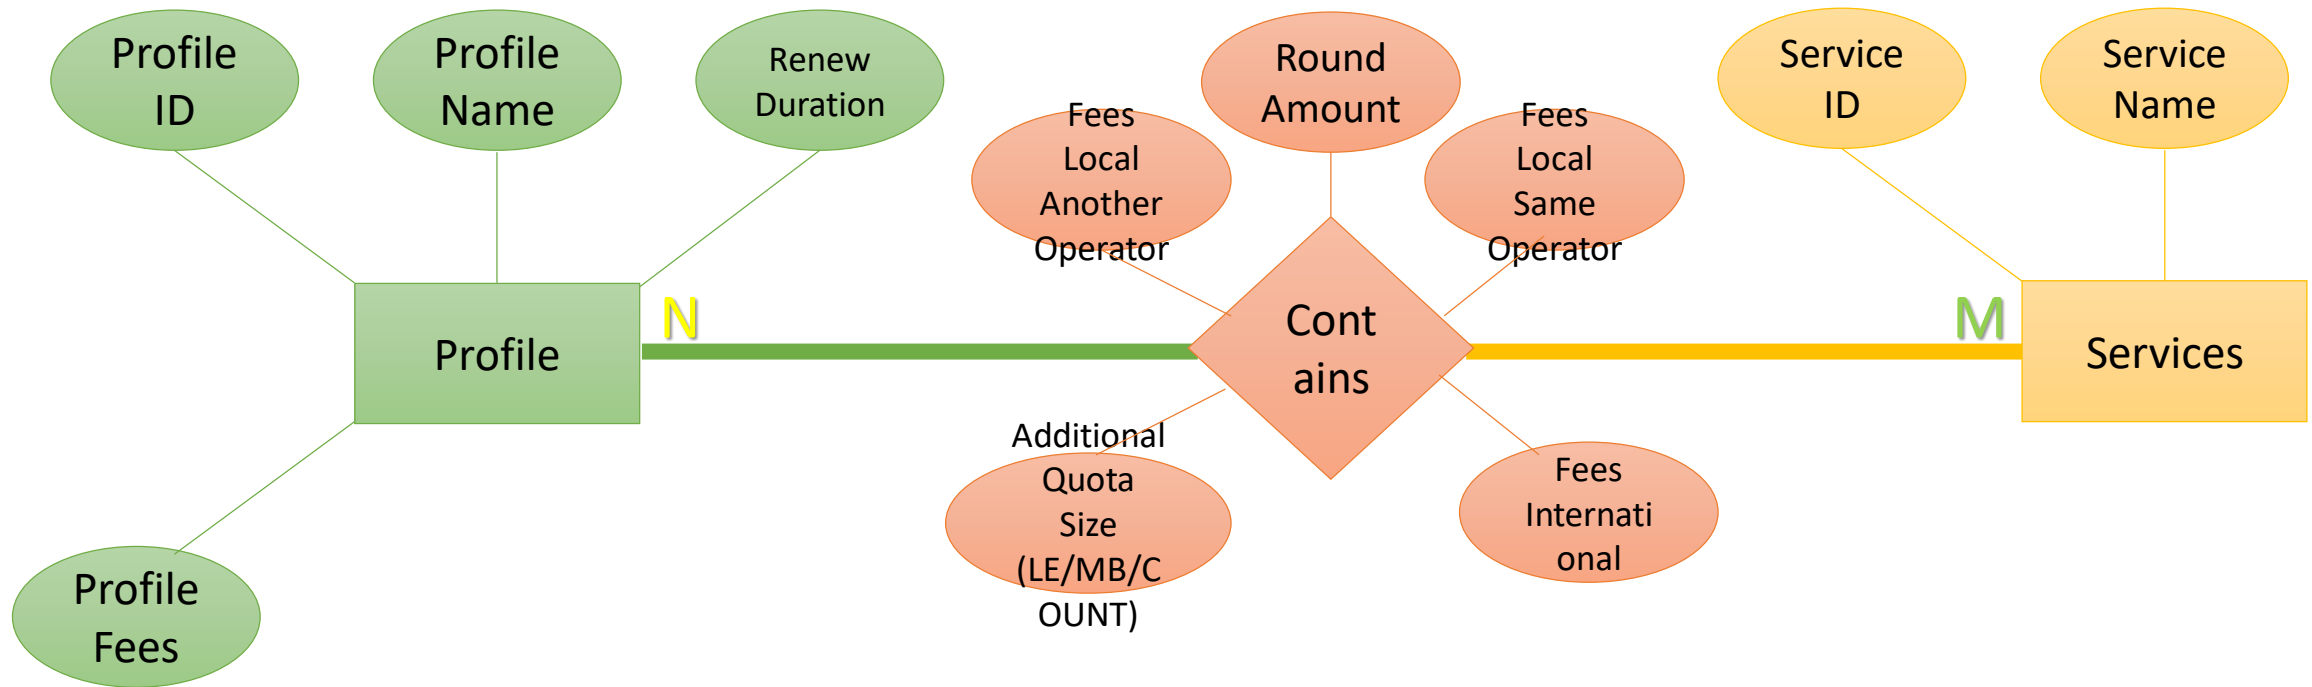 Profile
ID
Profile
Name
Renew
Duration
Fees
Local
Another
Operator
Round
Amount
Fees
Local
Same
Operator
Service
ID
Service
Name
Profile
N
Cont
ains
M
Services
Additional
Quota
Size
(LE/MB/C
OUNT)
Fees
Internati
onal
Profile
Fees